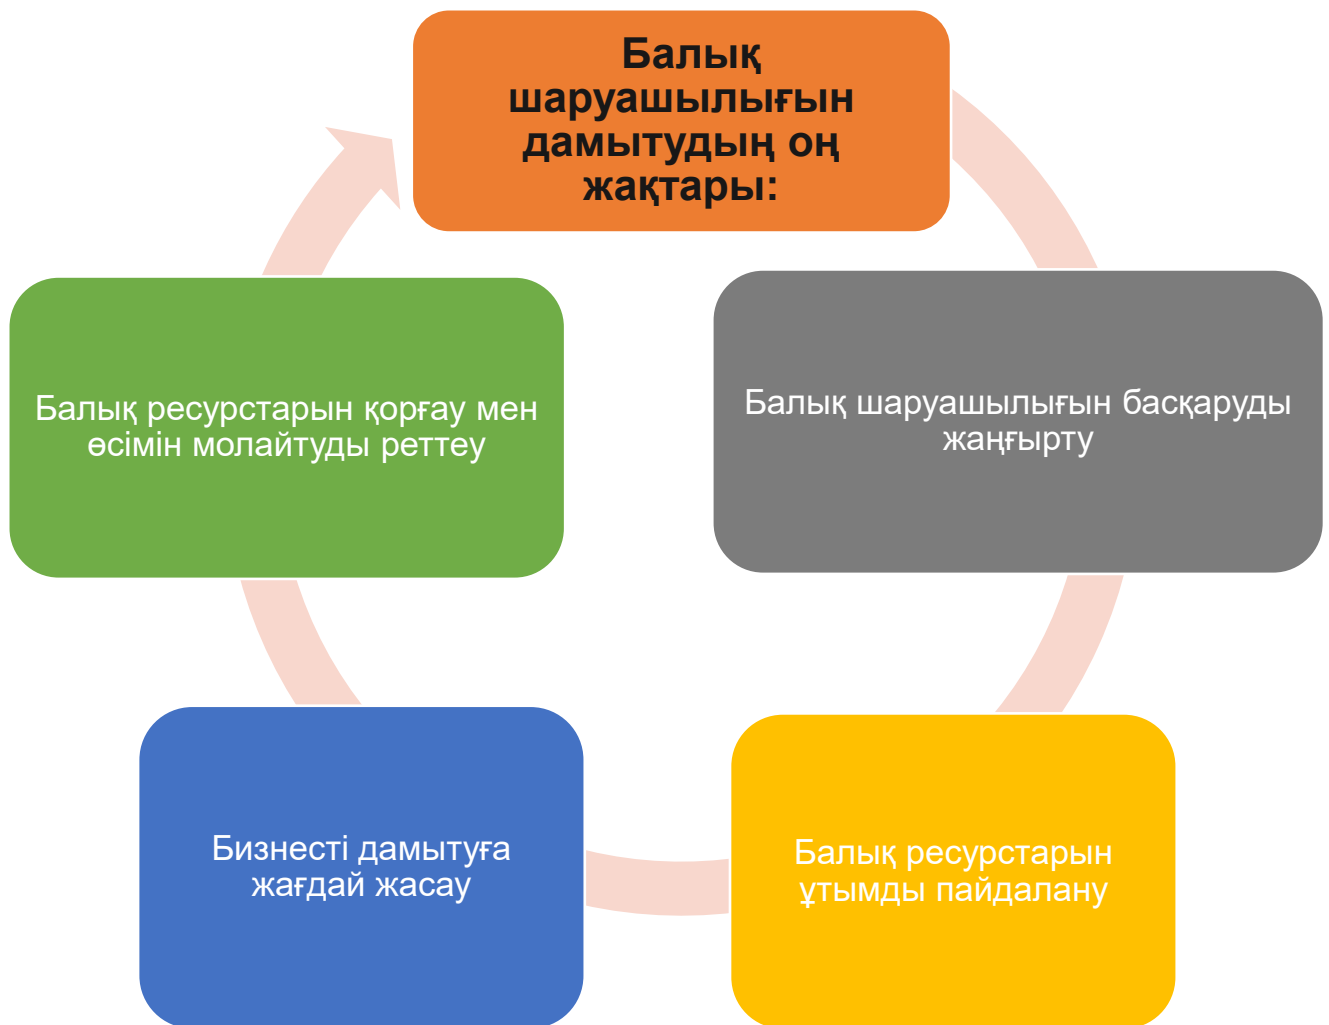 Балық
шаруашылығын
дамытудың оң
жақтары:
Балық шаруашылығын басқаруды
жаңғырту
Балық ресурстарын
ұтымды пайдалану
Бизнесті дамытуға
жағдай жасау
Балық ресурстарын қорғау мен
өсімін молайтуды реттеу